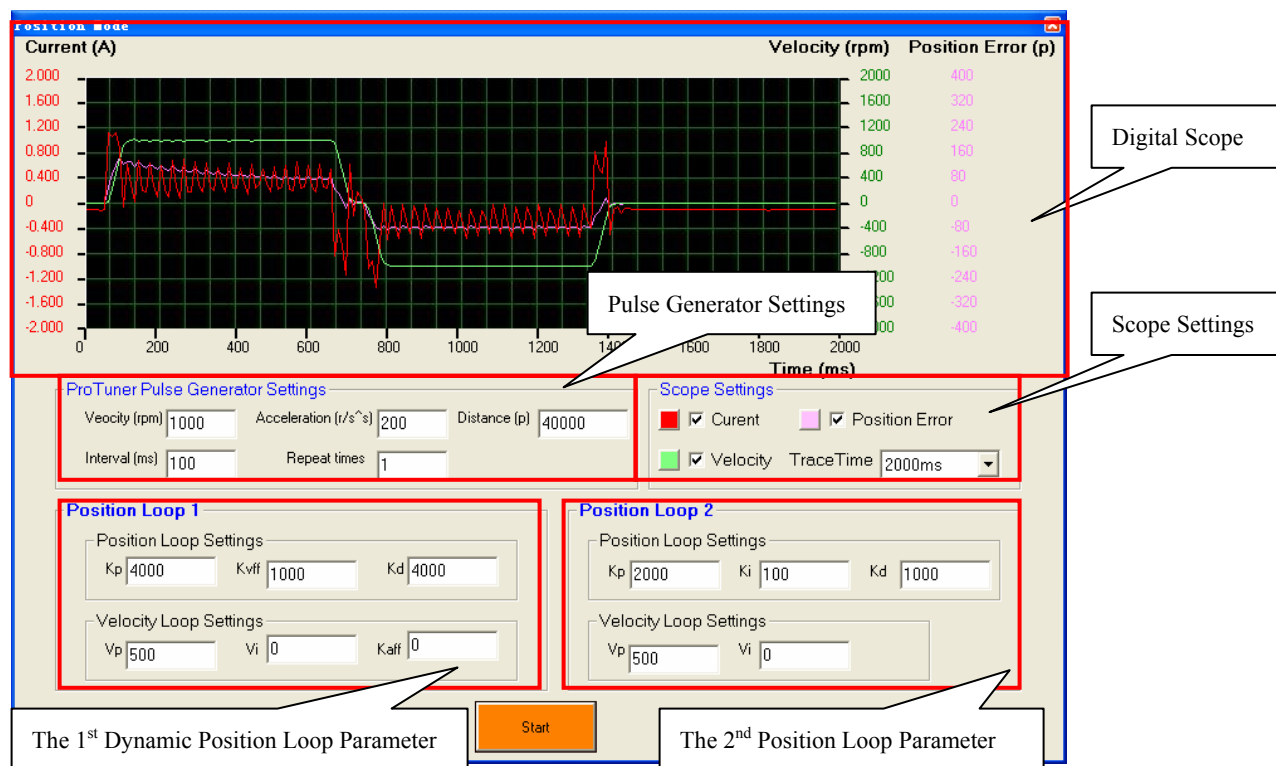 Position Mode
Current (A) Velocity (rpm) Position Error (p)
2.000 2000 400
1.600 1600 320
1.200 1200 240
0.800 800 160
0.400 400 80
0 0 0
-0.400 -400 -80
-0.800 -800 -160
-1.200 200 -240
-1.600 600 -320
-2.000 000 -400
0 200 400 600 800 1000 1200 1400 1600 1800 2000
Time (ms)
Digital Scope
Pulse Generator Settings
Scope Settings
ProTuner Pulse Generator Settings
Veocity (rpm) 1000 Acceleration (r/s^s) 200 Distance (p) 40000
Interval (ms) 100 Repeat times 1
Scope Settings
Curent Position Error
Velocity TraceTime 2000ms
Position Loop 1
Position Loop Settings
Kp 4000 Kvff 1000 Kd 4000
Velocity Loop Settings
Vp 500 Vi 0 Kaff 0
Position Loop 2
Position Loop Settings
Kp 2000 Ki 100 Kd 1000
Velocity Loop Settings
Vp 500 Vi 0
The 1st Dynamic Position Loop Parameter
Start
The 2nd Position Loop Parameter